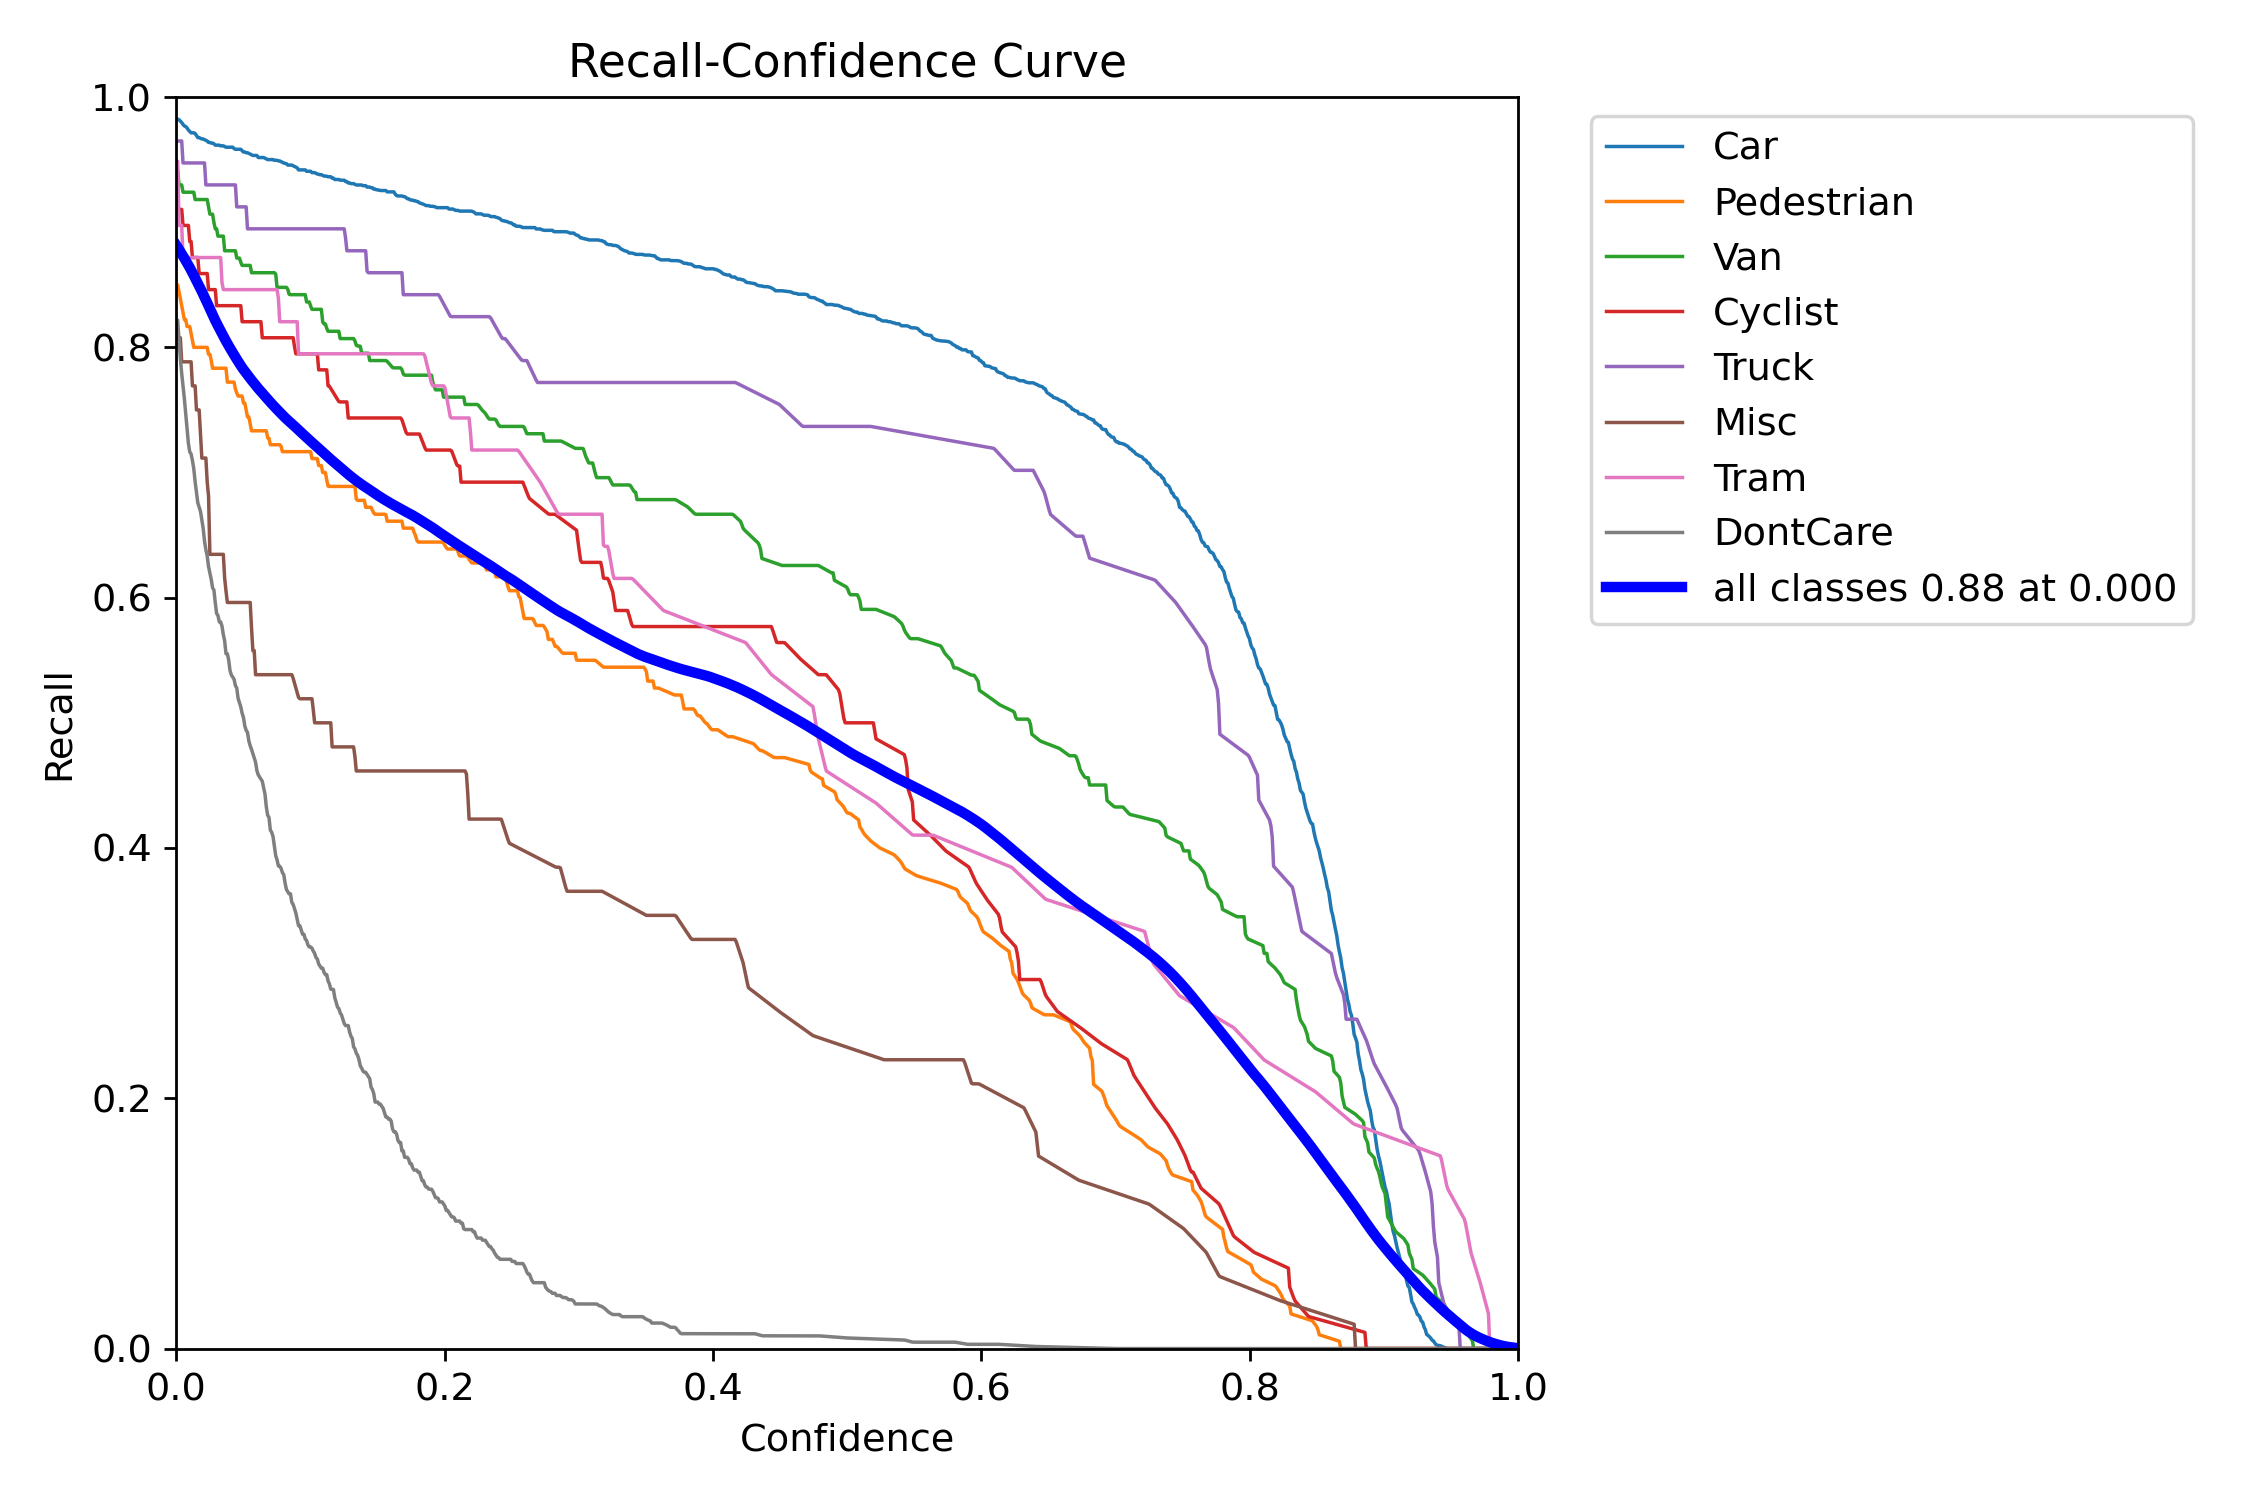 Recall-Confidence Curve
1.0
0.8
0.6
0.4
0.2
0.0
Recall
0.0 0.2 0.4 0.6 0.8 1.0
Confidence
Car
Pedestrian
Van
Cyclist
Truck
Misc
Tram
DontCare
all classes 0.88 at 0.000